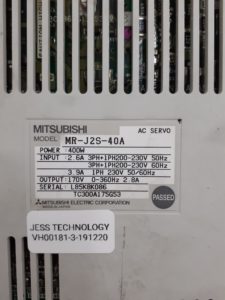 MITSUBISHI
AC SERVO
MODEL MR-J2S-40A
POWER :400W
INPUT :2.6A 3PH+1PH200-230V 50Hz
3PH+1PH200-230V 60Hz
3.9A 1PH 230V 50/60Hz
OUTPUT:170V 0-360Hz 2.8A
SERIAL:L85K8K086
TC300A175G53
MITSUBISHI ELECTRIC CORPORATION
PASSED
JESS TECHNOLOGY
VH00181-3-191220